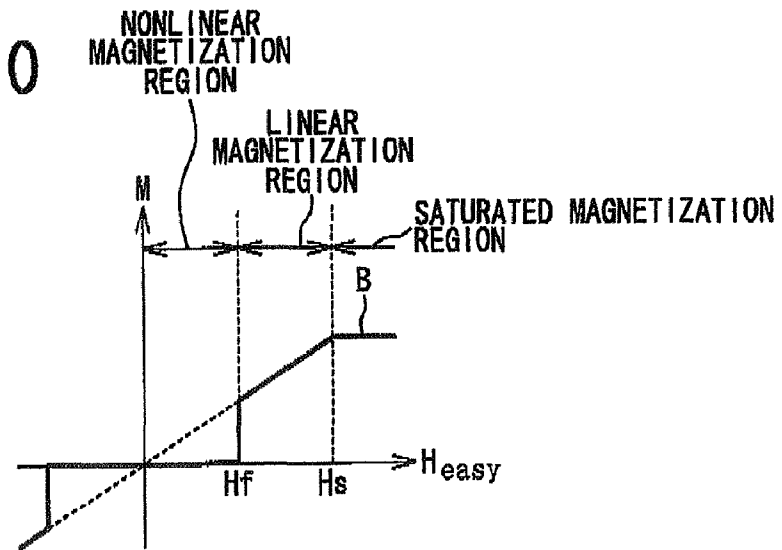 0
NONLINEAR
MAGNETIZATION
REGION
LINEAR
MAGNETIZATION
REGION
M
SATURATED MAGNETIZATION
REGION
B
Hf
Hs
Heasy